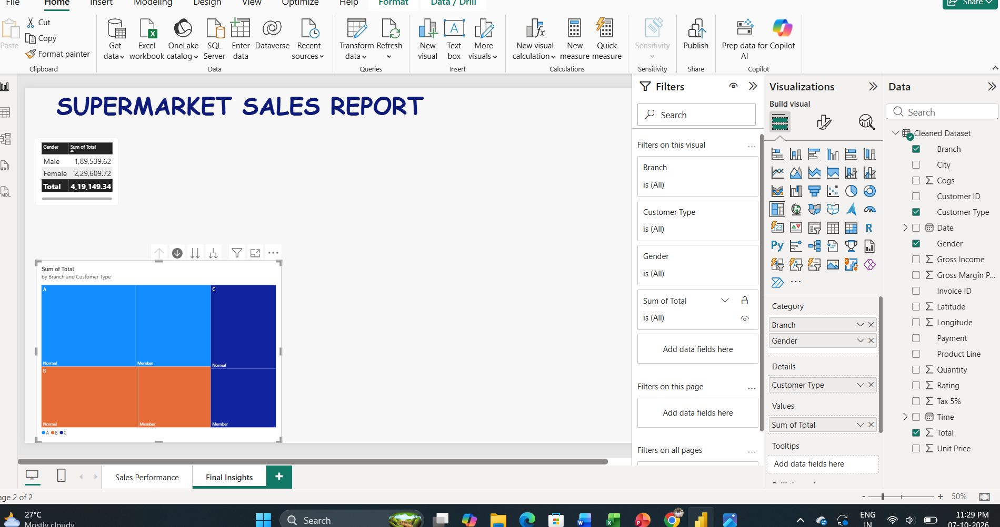 File Home Insert Modeling Design View Optimize Help Format Data / Drill Share
Paste
Cut
Copy
Format painter
Clipboard
Get data
Excel workbook
OneLake catalog
SQL Server
Enter data
Dataverse
Recent sources
Data
Transform data
Refresh
Queries
New visual
Text box
More visuals
Insert
New visual calculation
New measure
Quick measure
Calculations
Sensitivity
Sensitivity
Publish
Share
Prep data for AI
Copilot
Copilot
SUPERMARKET SALES REPORT
Gender Sum of Total
Male 1,89,539.62
Female 2,29,609.72
Total 4,19,149.34
Sum of Total
by Branch and Customer Type
A
C
Normal
Member
Normal
B
Normal
Member
Member
A B C
Filters
Search
Filters on this visual
Branch
is (All)
Customer Type
is (All)
Gender
is (All)
Sum of Total
is (All)
Add data fields here
Filters on this page
Add data fields here
Filters on all pages
Visualizations
Build visual
123
R
Py
Category
Branch
Gender
Details
Customer Type
Values
Sum of Total
Tooltips
Add data fields here
Data
Search
Cleaned Dataset
Branch
City
Cogs
Customer ID
Customer Type
Date
Gender
Gross Income
Gross Margin P...
Invoice ID
Latitude
Longitude
Payment
Product Line
Quantity
Rating
Tax 5%
Time
Total
Unit Price
Sales Performance
Final Insights
age 2 of 2
- + 50%
27°C
Mostly cloudy
Search
ENG
IN
11:29 PM
07-10-2026